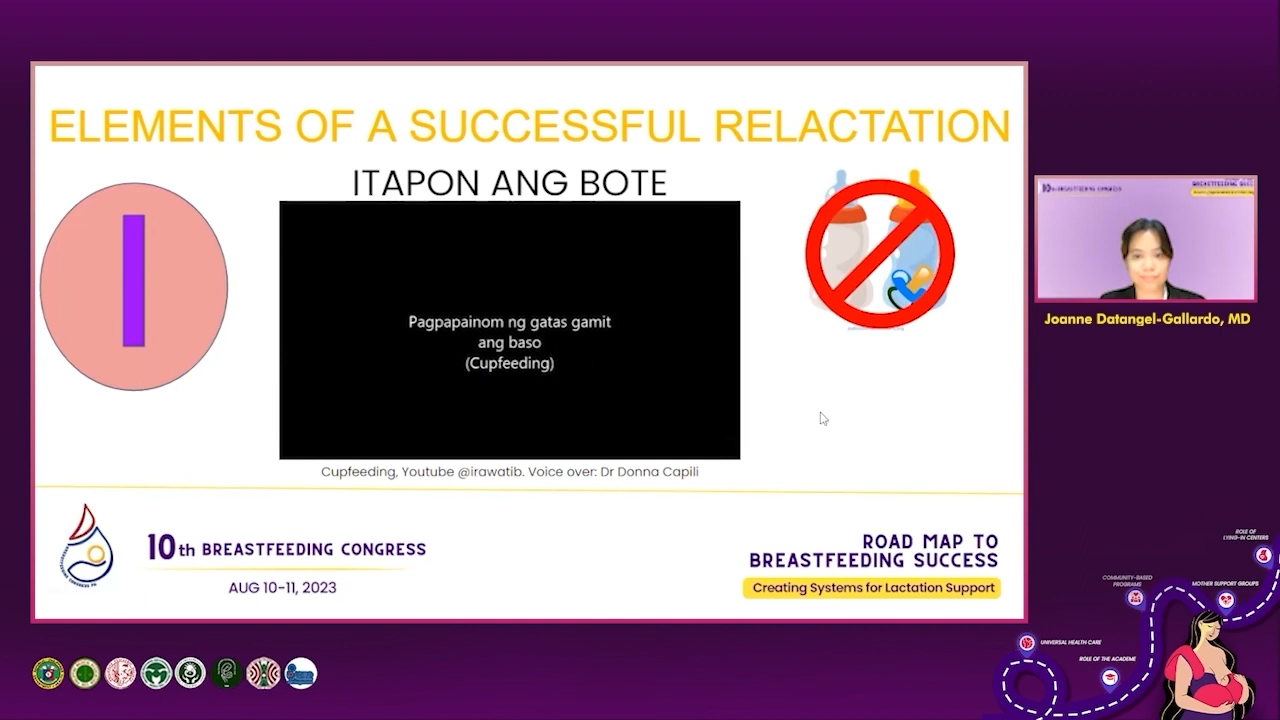 ELEMENTS OF A SUCCESSFUL RELACTATION
ITAPON ANG BOTE
I
Pagpapainom ng gatas gamit
ang baso
(Cupfeeding)
Cupfeeding, Youtube @irawatib. Voice over: Dr Donna Capili
10th BREASTFEEDING CONGRESS
AUG 10-11, 2023
ROAD MAP TO
BREASTFEEDING SUCCESS
Creating Systems for Lactation Support
Joanne Datangel-Gallardo, MD
ROLE OF
LYING-IN CENTERS
COMMUNITY-BASED
PROGRAMS
MOTHER SUPPORT GROUPS
UNIVERSAL HEALTH CARE
ROLE OF THE ACADEME